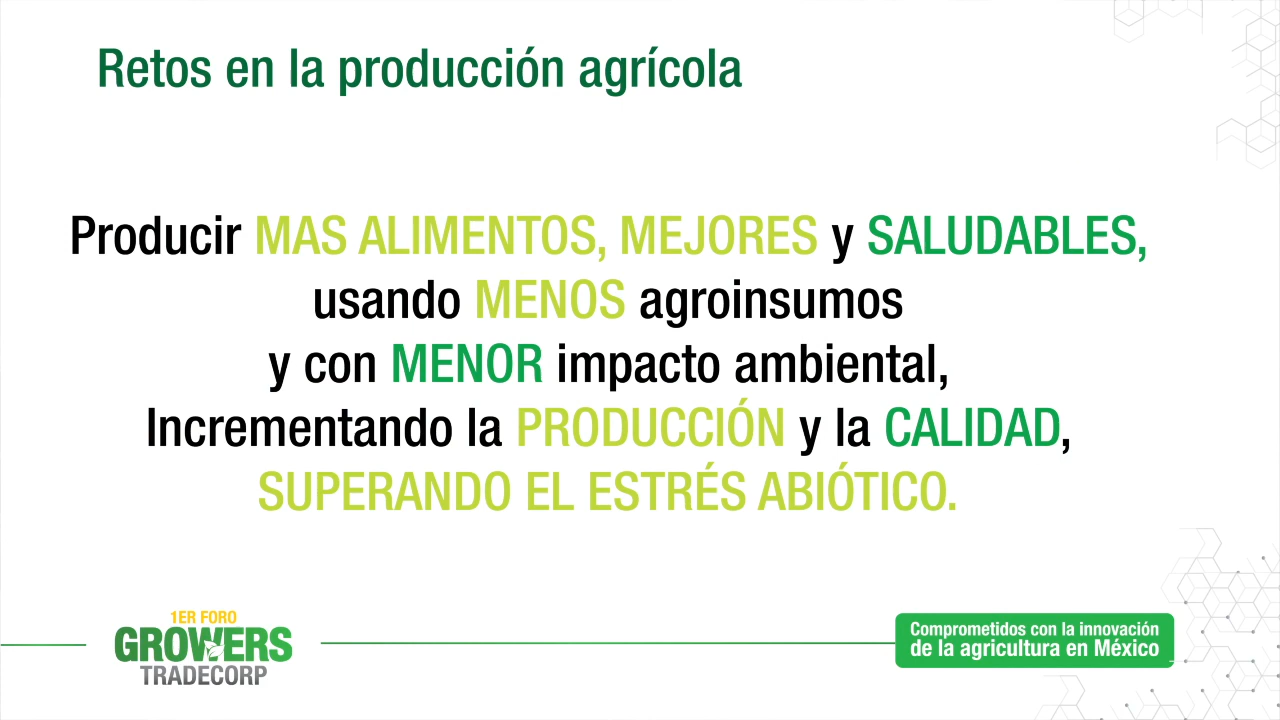 Retos en la producción agrícola
Producir MAS ALIMENTOS, MEJORES y SALUDABLES,
usando MENOS agroinsumos
y con MENOR impacto ambiental,
Incrementando la PRODUCCIÓN y la CALIDAD,
SUPERANDO EL ESTRÉS ABIÓTICO.
1ER FORO
GROWERS
TRADECORP
Comprometidos con la innovación
de la agricultura en México